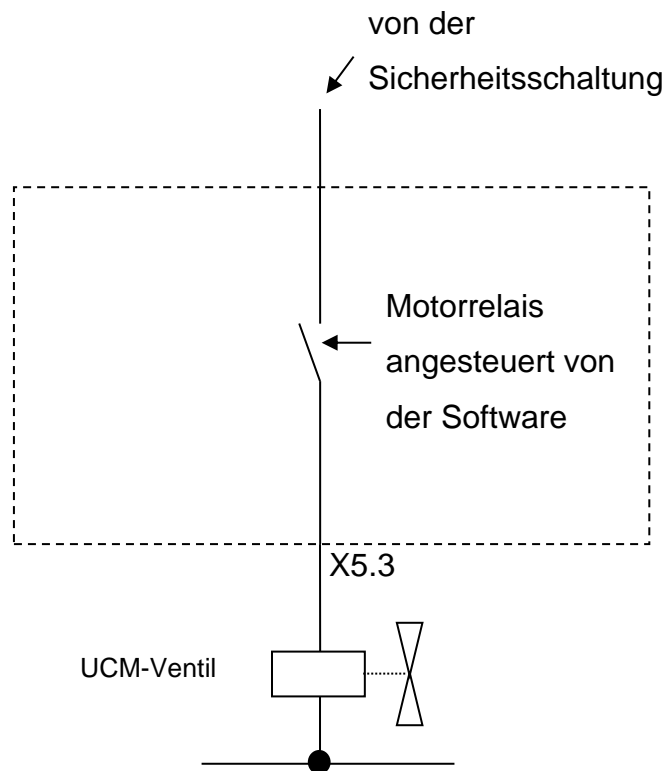 von der
Sicherheitsschaltung
Motorrelais
angesteuert von
der Software
X5.3
UCM-Ventil